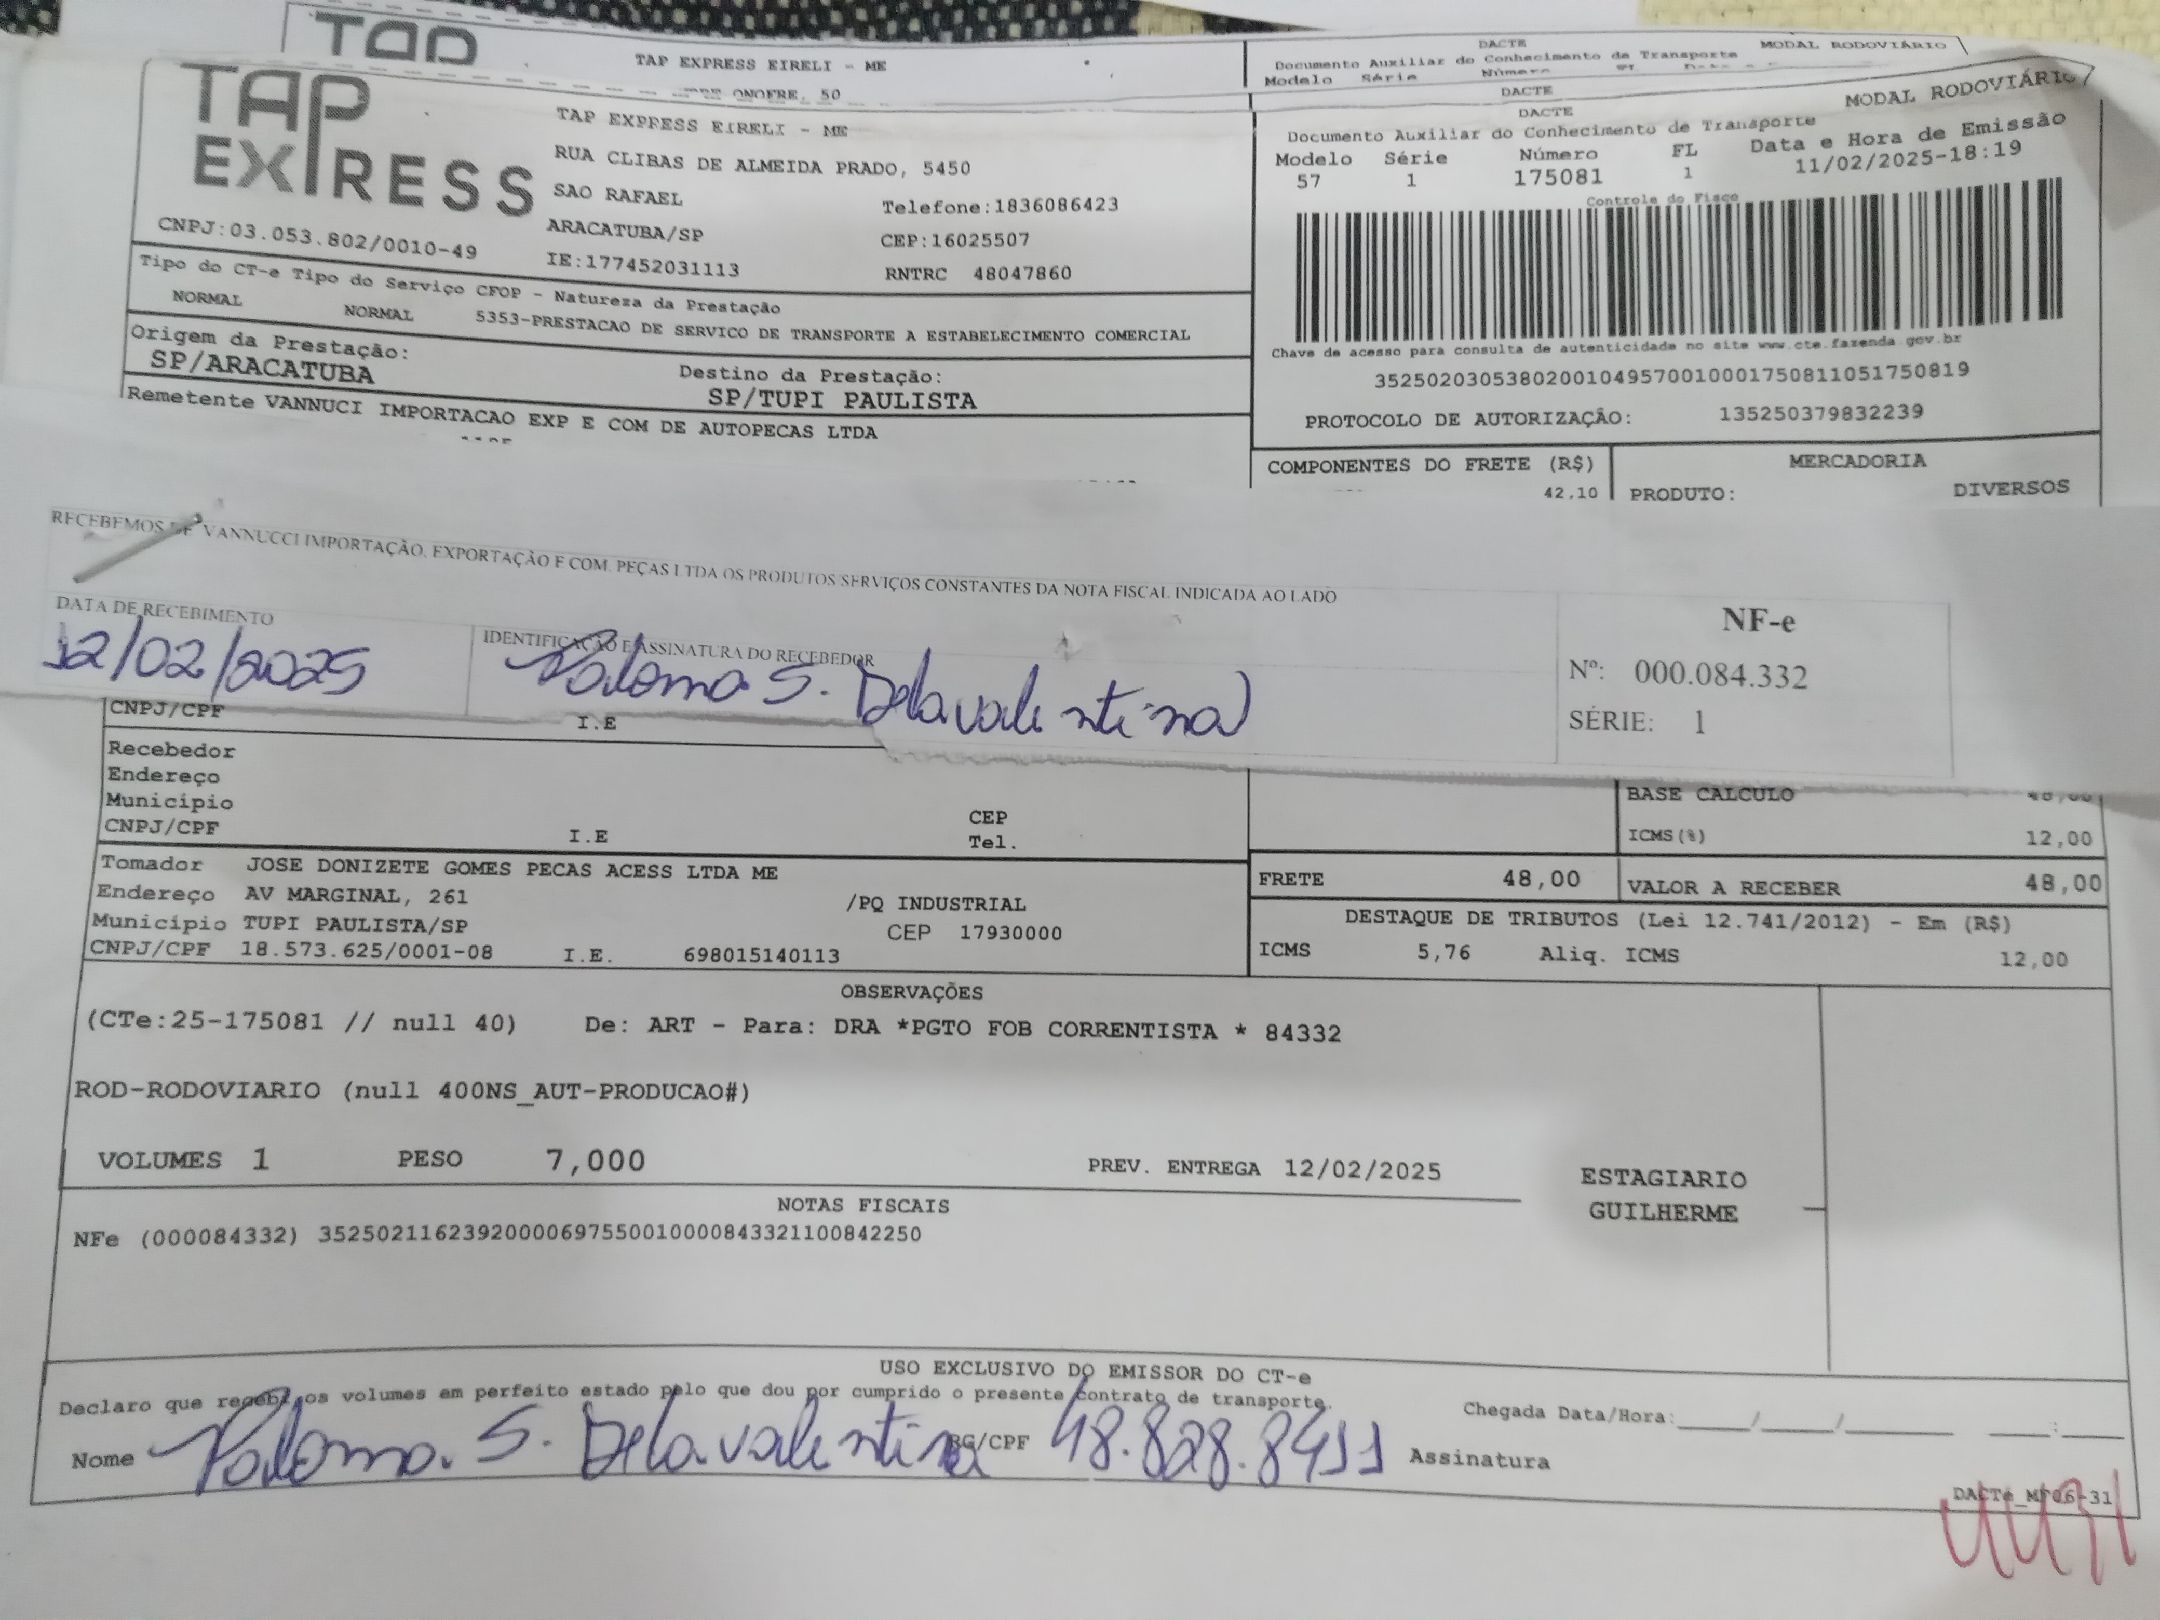 TAP
TAP EXPRESS EIRELI - ME
ONOFRE, 50
DACTE
MODAL RODOVIÁRIO
Documento Auxiliar do Conhecimento de Transporte
Modelo Série Número
DACTE
TAP
EXPRESS
CNPJ:03.053.802/0010-49
TAP EXPRESS EIRELI - ME
RUA CLIBAS DE ALMEIDA PRADO, 5450
SAO RAFAEL
Telefone:1836086423
ARACATUBA/SP
CEP:16025507
IE:177452031113
RNTRC 48047860
DACTE
MODAL RODOVIÁRIO
Documento Auxiliar do Conhecimento de Transporte
Modelo Série Número FL Data e Hora de Emissão
57 1 175081 1 11/02/2025-18:19
Controle do Fisco
Chave de acesso para consulta de autenticidade no site www.cte.fazenda.gov.br
35250203053802001049570010001750811051750819
PROTOCOLO DE AUTORIZAÇÃO: 135250379832239
Tipo do CT-e Tipo do Serviço CFOP - Natureza da Prestação
NORMAL NORMAL 5353-PRESTACAO DE SERVICO DE TRANSPORTE A ESTABELECIMENTO COMERCIAL
Origem da Prestação:
SP/ARACATUBA
Destino da Prestação:
SP/TUPI PAULISTA
Remetente VANNUCI IMPORTACAO EXP E COM DE AUTOPECAS LTDA
COMPONENTES DO FRETE (R$)
42,10
MERCADORIA
PRODUTO: DIVERSOS
RECEBEMOS DE VANNUCCI IMPORTAÇÃO, EXPORTAÇÃO E COM. PEÇAS LTDA OS PRODUTOS SERVIÇOS CONSTANTES DA NOTA FISCAL INDICADA AO LADO
DATA DE RECEBIMENTO
12/02/2025
IDENTIFICAÇÃO E ASSINATURA DO RECEBEDOR
Paloma S. Delavalentina
NF-e
Nº: 000.084.332
SÉRIE: 1
CNPJ/CPF I.E
Recebedor
Endereço
Município CEP
CNPJ/CPF I.E Tel.
BASE CALCULO 48,00
ICMS(%) 12,00
Tomador JOSE DONIZETE GOMES PECAS ACESS LTDA ME
Endereço AV MARGINAL, 261 /PQ INDUSTRIAL
Município TUPI PAULISTA/SP CEP 17930000
CNPJ/CPF 18.573.625/0001-08 I.E. 698015140113
FRETE 48,00 VALOR A RECEBER 48,00
DESTAQUE DE TRIBUTOS (Lei 12.741/2012) - Em (R$)
ICMS 5,76 Aliq. ICMS 12,00
OBSERVAÇÕES
(CTe:25-175081 // null 40) De: ART - Para: DRA *PGTO FOB CORRENTISTA * 84332
ROD-RODOVIARIO (null 400NS_AUT-PRODUCAO#)
VOLUMES 1 PESO 7,000 PREV. ENTREGA 12/02/2025
ESTAGIARIO
GUILHERME
NOTAS FISCAIS
NFe (000084332) 35250211623920000697550010000843321100842250
USO EXCLUSIVO DO EMISSOR DO CT-e
Declaro que recebi os volumes em perfeito estado pelo que dou por cumprido o presente contrato de transporte.
Chegada Data/Hora:____/____/______ ____:____
Nome Paloma. S. Delavalentina RG/CPF 48.828.8411 Assinatura